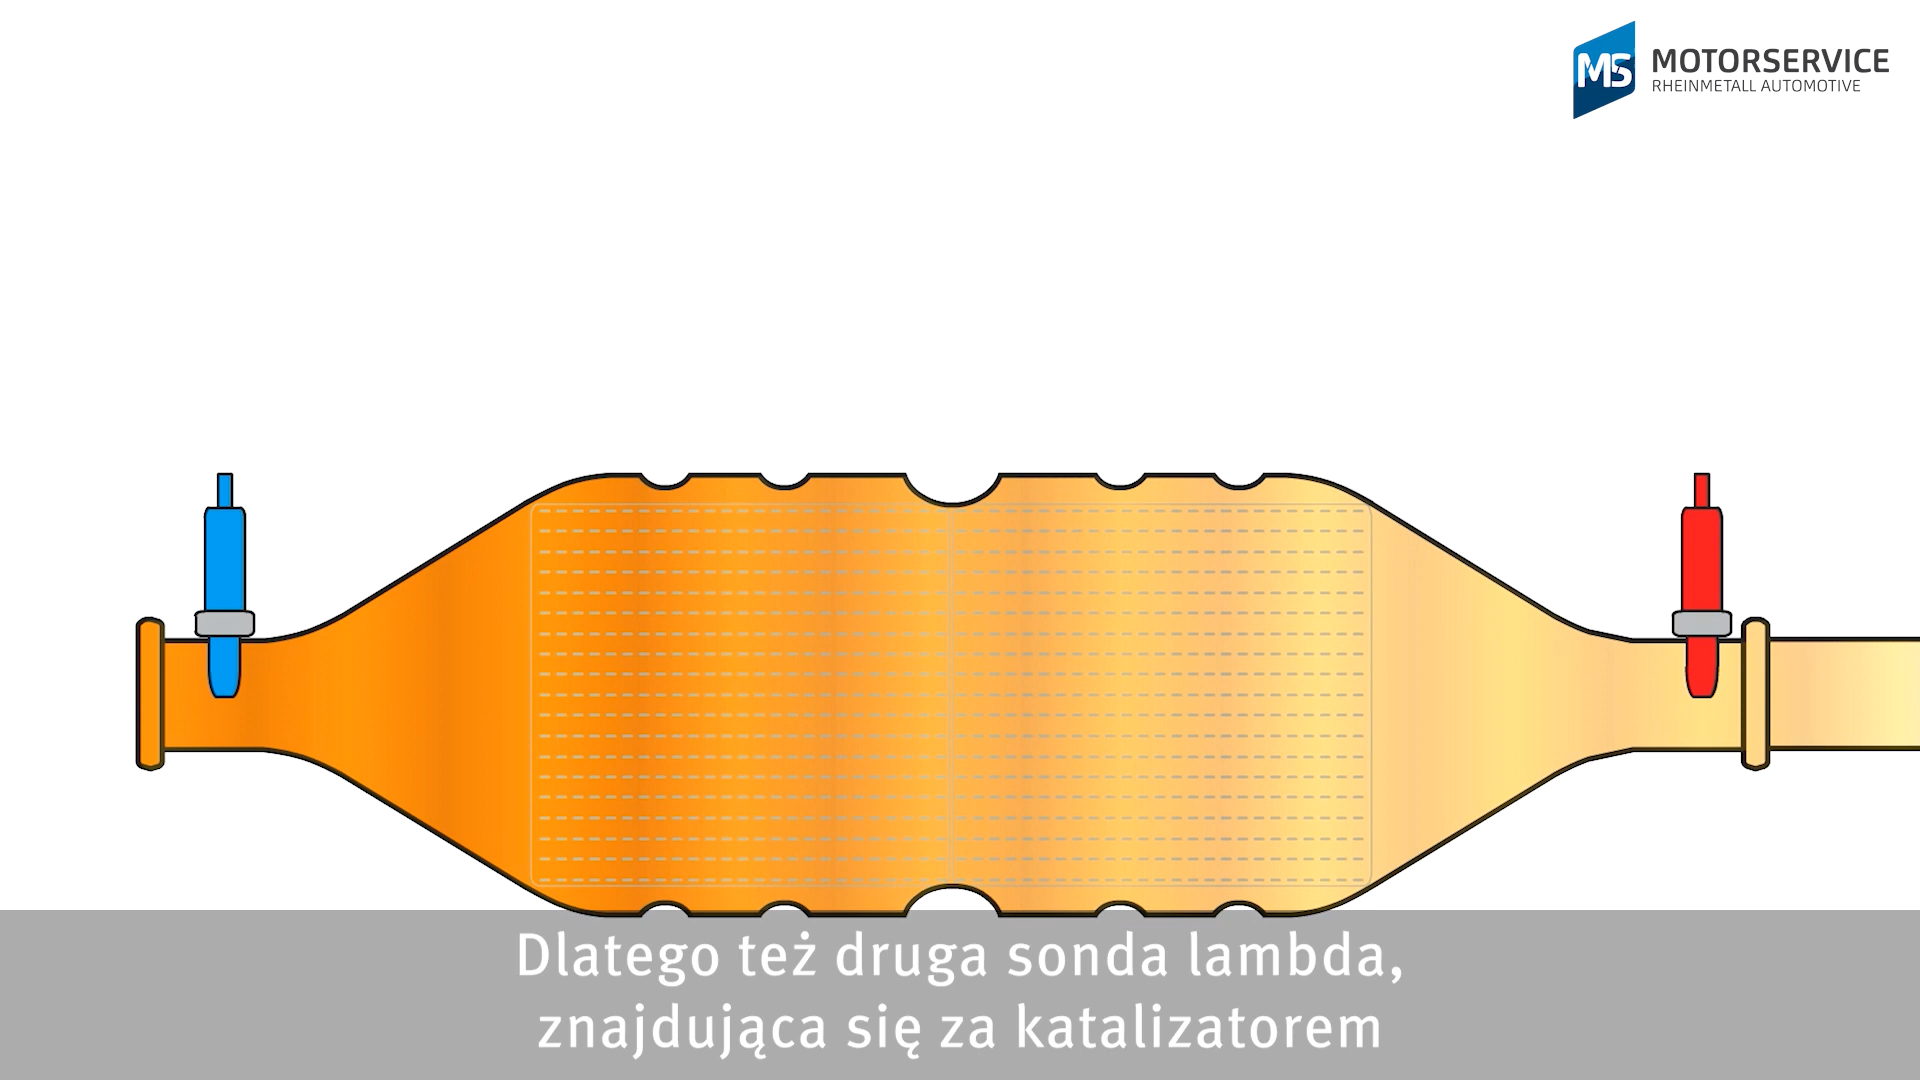 MS MOTORSERVICE
RHEINMETALL AUTOMOTIVE
Dlatego też druga sonda lambda,
znajdująca się za katalizatorem